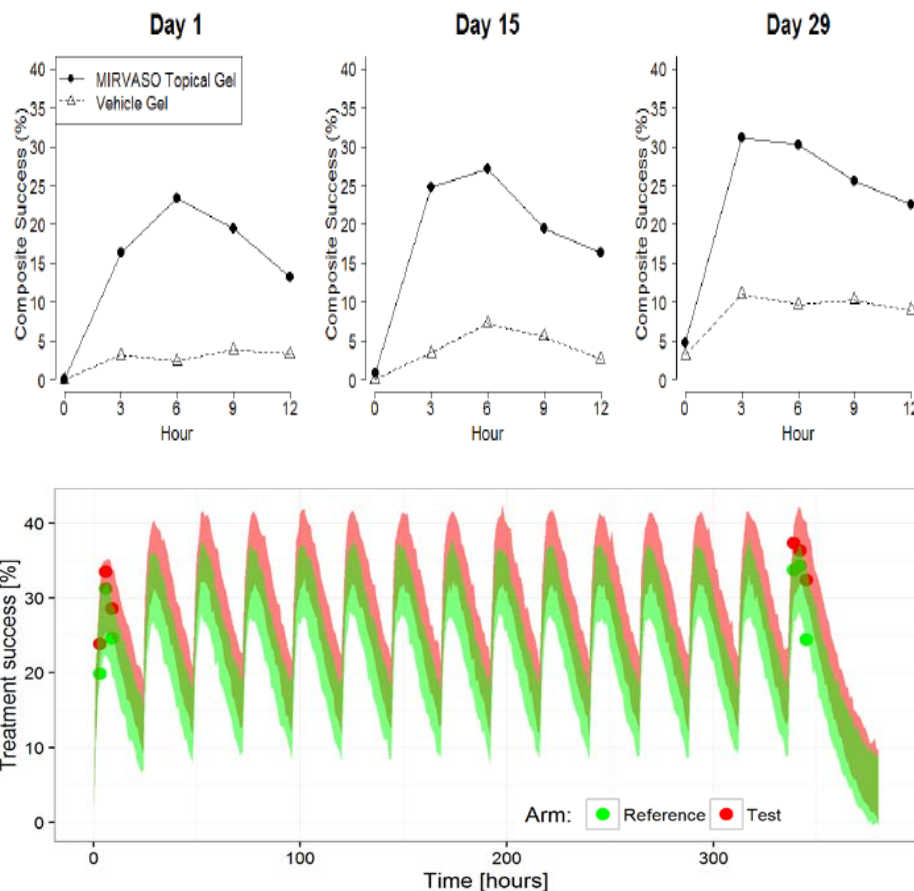 Day 1
Day 15
Day 29
MIRVASO Topical Gel
Vehicle Gel
Composite Success (%)
40
35
30
25
20
15
10
5
0
0 3 6 9 12
Hour
Composite Success (%)
40
35
30
25
20
15
10
5
0
0 3 6 9 12
Hour
Composite Success (%)
40
35
30
25
20
15
10
5
0
0 3 6 9 12
Hour
Treatment success [%]
40
30
20
10
0
Arm: Reference Test
0 100 200 300
Time [hours]